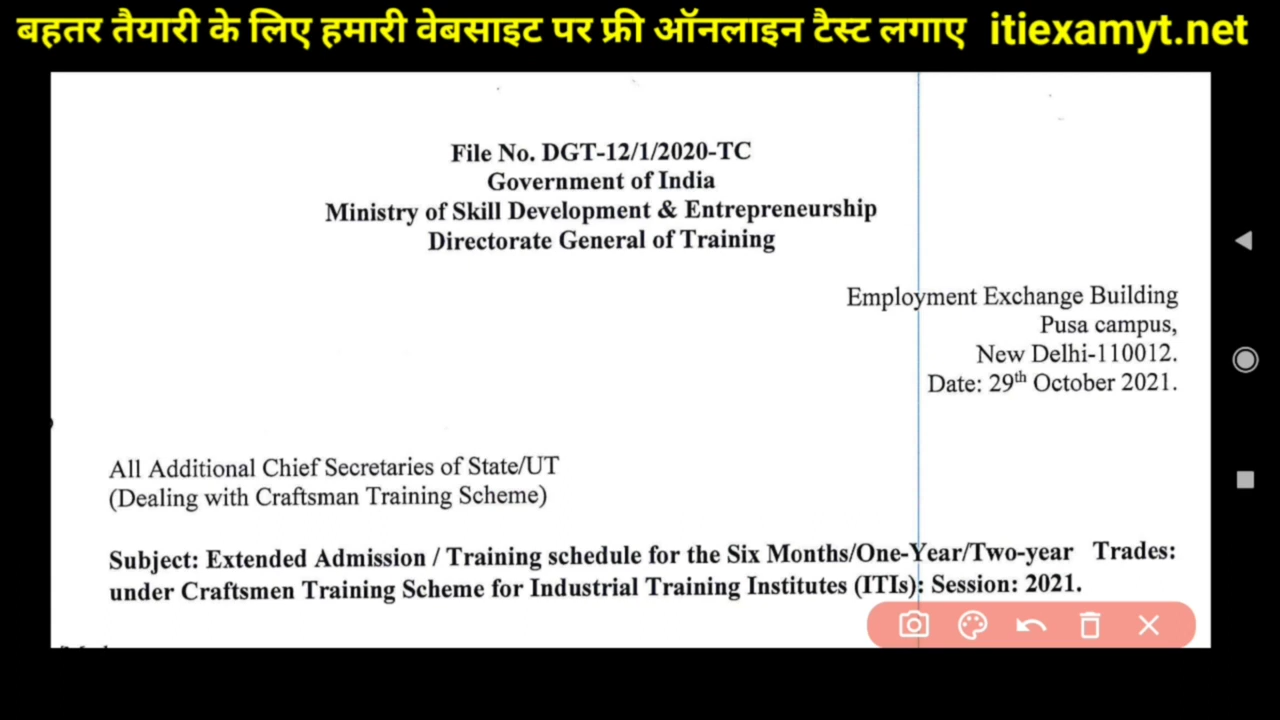 बहतर तैयारी के लिए हमारी वेबसाइट पर फ्री ऑनलाइन टैस्ट लगाए itiexamyt.net
File No. DGT-12/1/2020-TC
Government of India
Ministry of Skill Development & Entrepreneurship
Directorate General of Training
Employment Exchange Building
Pusa campus,
New Delhi-110012.
Date: 29th October 2021.
All Additional Chief Secretaries of State/UT
(Dealing with Craftsman Training Scheme)
Subject: Extended Admission / Training schedule for the Six Months/One-Year/Two-year Trades:
under Craftsmen Training Scheme for Industrial Training Institutes (ITIs): Session: 2021.